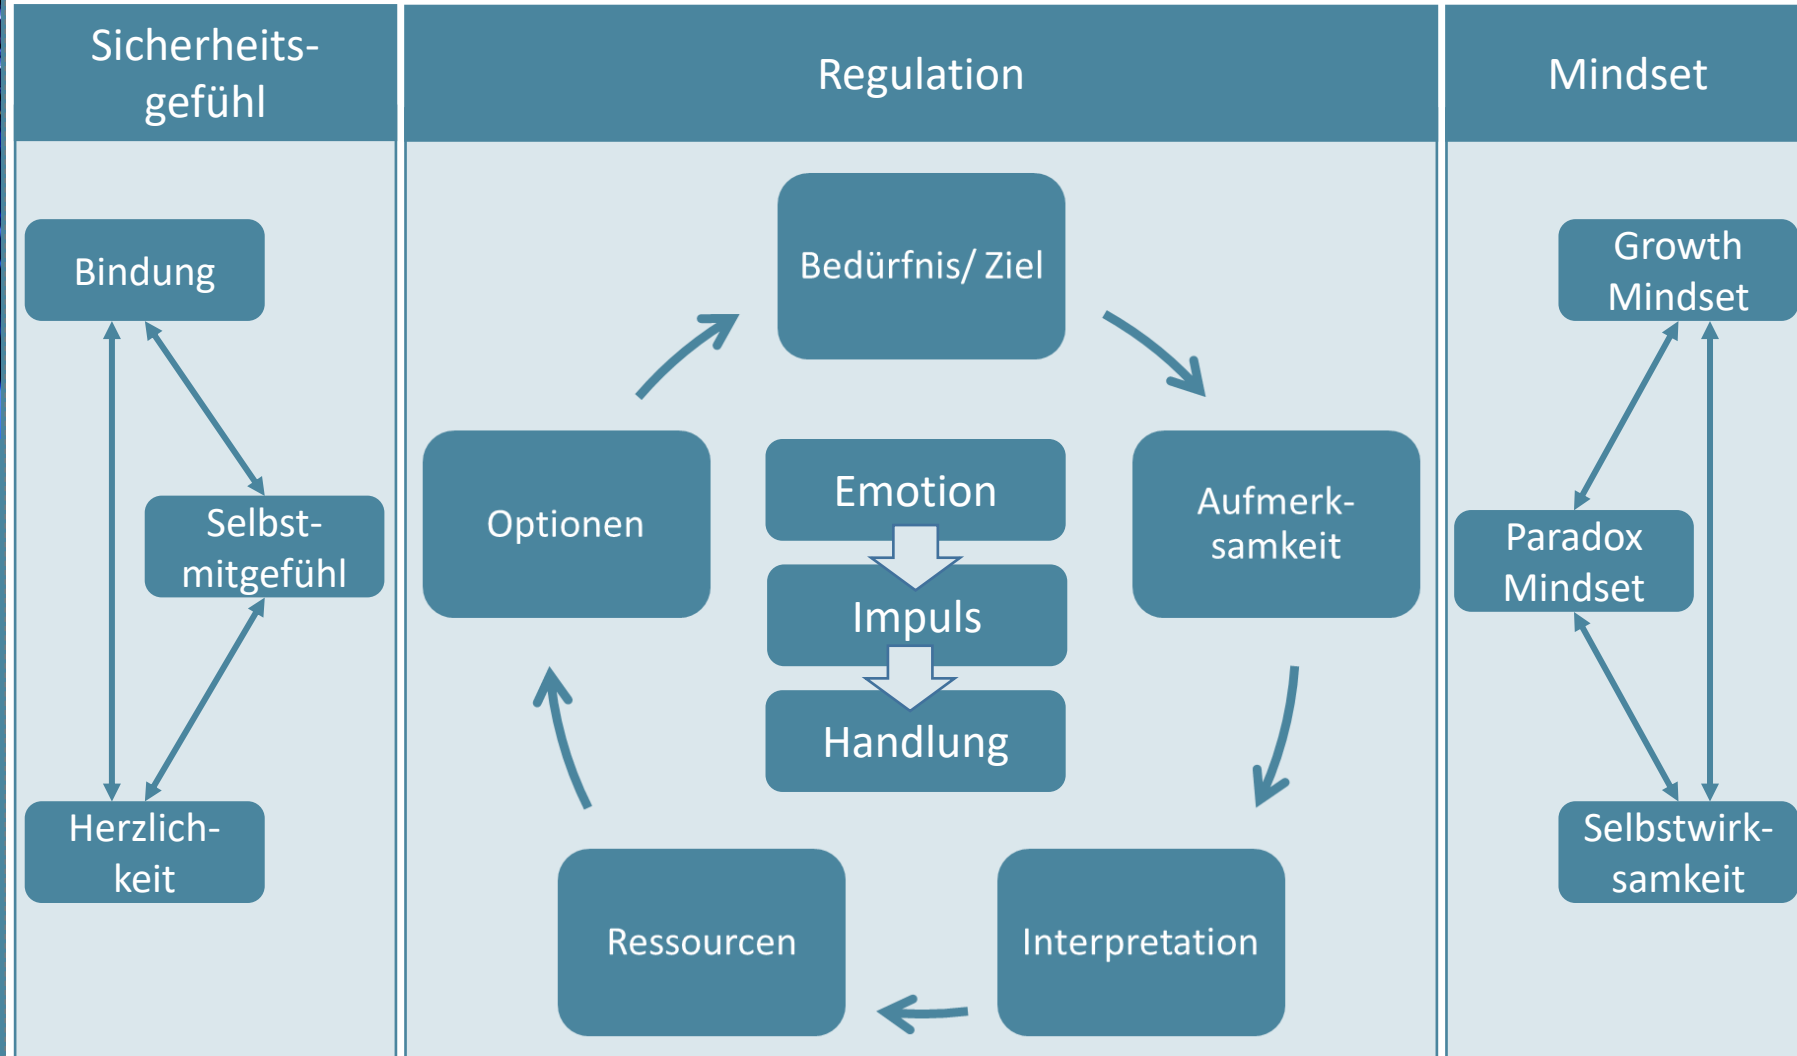 Sicherheits-
gefühl
Regulation
Mindset
Bindung
Selbst-
mitgefühl
Herzlich-
keit
Bedürfnis/ Ziel
Aufmerk-
samkeit
Interpretation
Ressourcen
Optionen
Emotion
Impuls
Handlung
Growth
Mindset
Paradox
Mindset
Selbstwirk-
samkeit